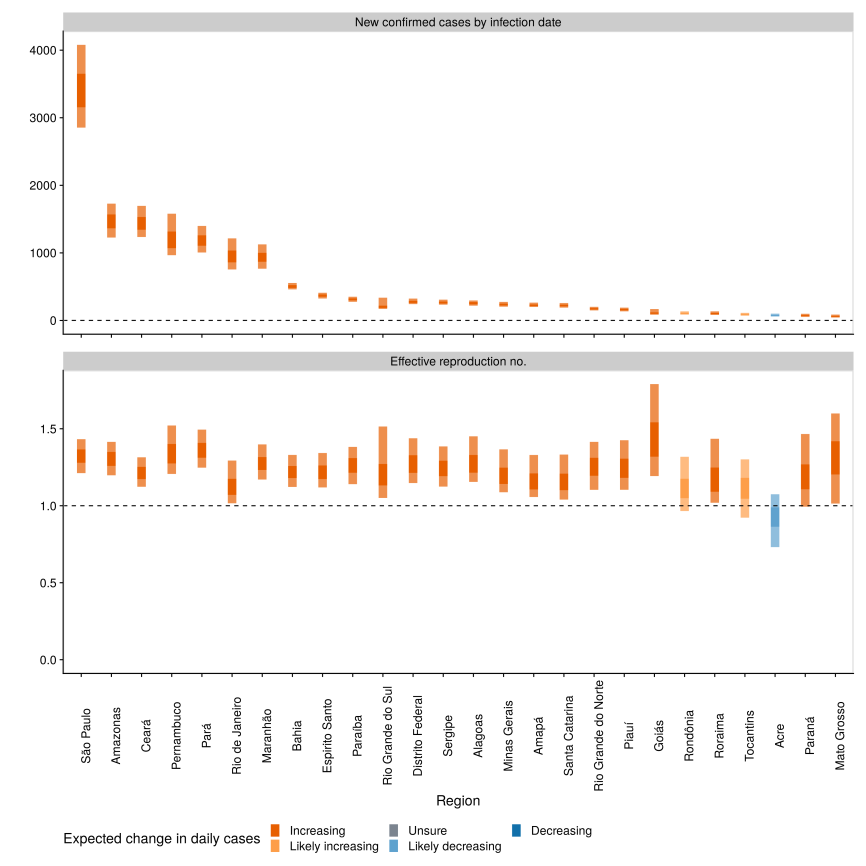 New confirmed cases by infection date
4000
3000
2000
1000
0
Effective reproduction no.
1.5
1.0
0.5
0.0
São Paulo
Amazonas
Ceará
Pernambuco
Pará
Rio de Janeiro
Maranhão
Bahia
Espírito Santo
Paraíba
Rio Grande do Sul
Distrito Federal
Sergipe
Alagoas
Minas Gerais
Amapá
Santa Catarina
Rio Grande do Norte
Piauí
Goiás
Rondônia
Roraima
Tocantins
Acre
Paraná
Mato Grosso
Region
Expected change in daily cases
Increasing
Likely increasing
Unsure
Likely decreasing
Decreasing